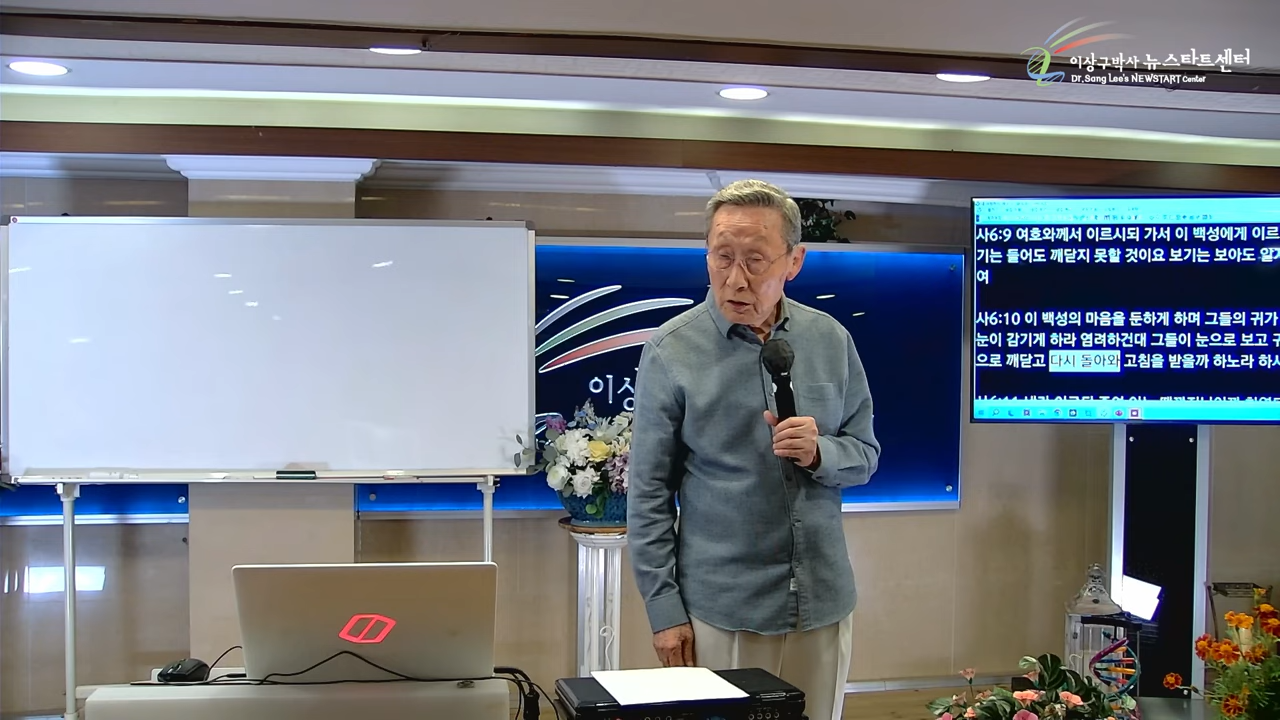 이상구박사 뉴스타트센터
Dr. Sang Lee's NEWSTART Center
사6:9 여호와께서 이르시되 가서 이 백성에게 이르
기는 들어도 깨닫지 못할 것이요 보기는 보아도 알
여
사6:10 이 백성의 마음을 둔하게 하며 그들의 귀가
눈이 감기게 하라 염려하건대 그들이 눈으로 보고
으로 깨닫고 다시 돌아와 고침을 받을까 하노라 하시
이상